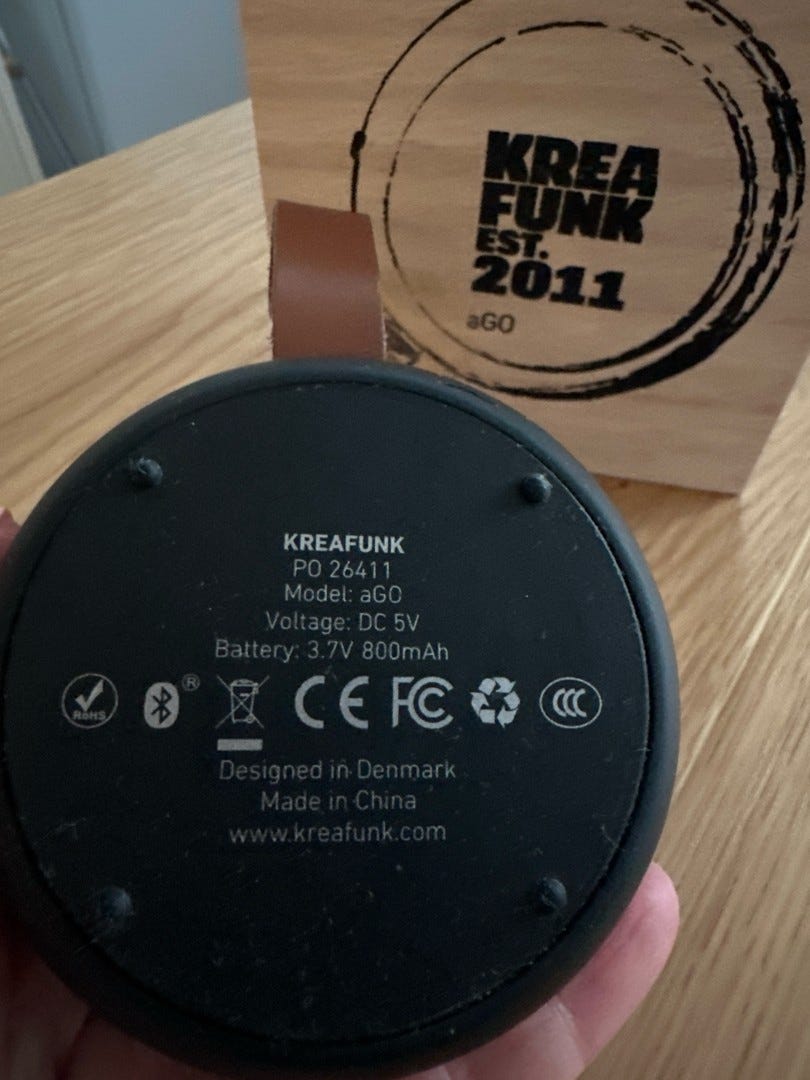 KREA
FUNK
EST.
2011
aGO
KREAFUNK
PO 26411
Model: aGO
Voltage: DC 5V
Battery: 3.7V 800mAh
RoHS ® CE FC CCC
Designed in Denmark
Made in China
www.kreafunk.com